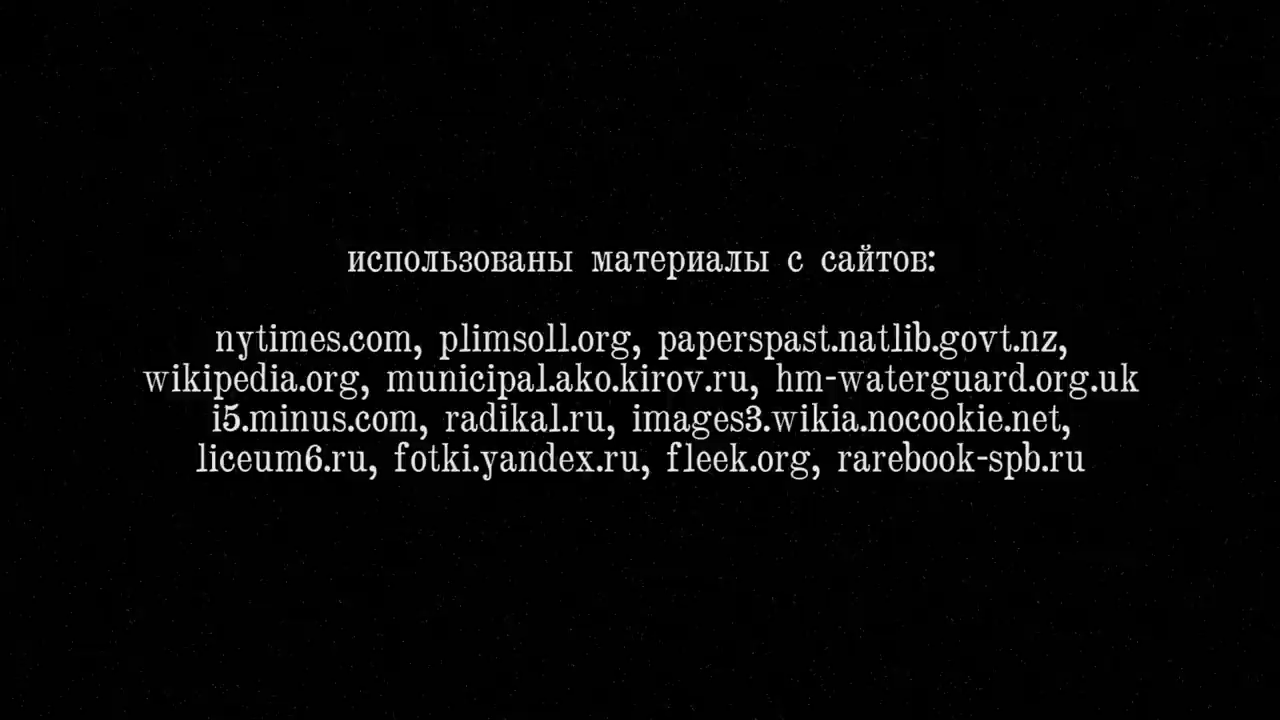 использованы материалы с сайтов:
nytimes.com, plimsoll.org, paperspast.natlib.govt.nz,
wikipedia.org, municipal.ako.kirov.ru, hm-waterguard.org.uk
i5.minus.com, radikal.ru, images3.wikia.nocookie.net,
liceum6.ru, fotki.yandex.ru, fleek.org, rarebook-spb.ru